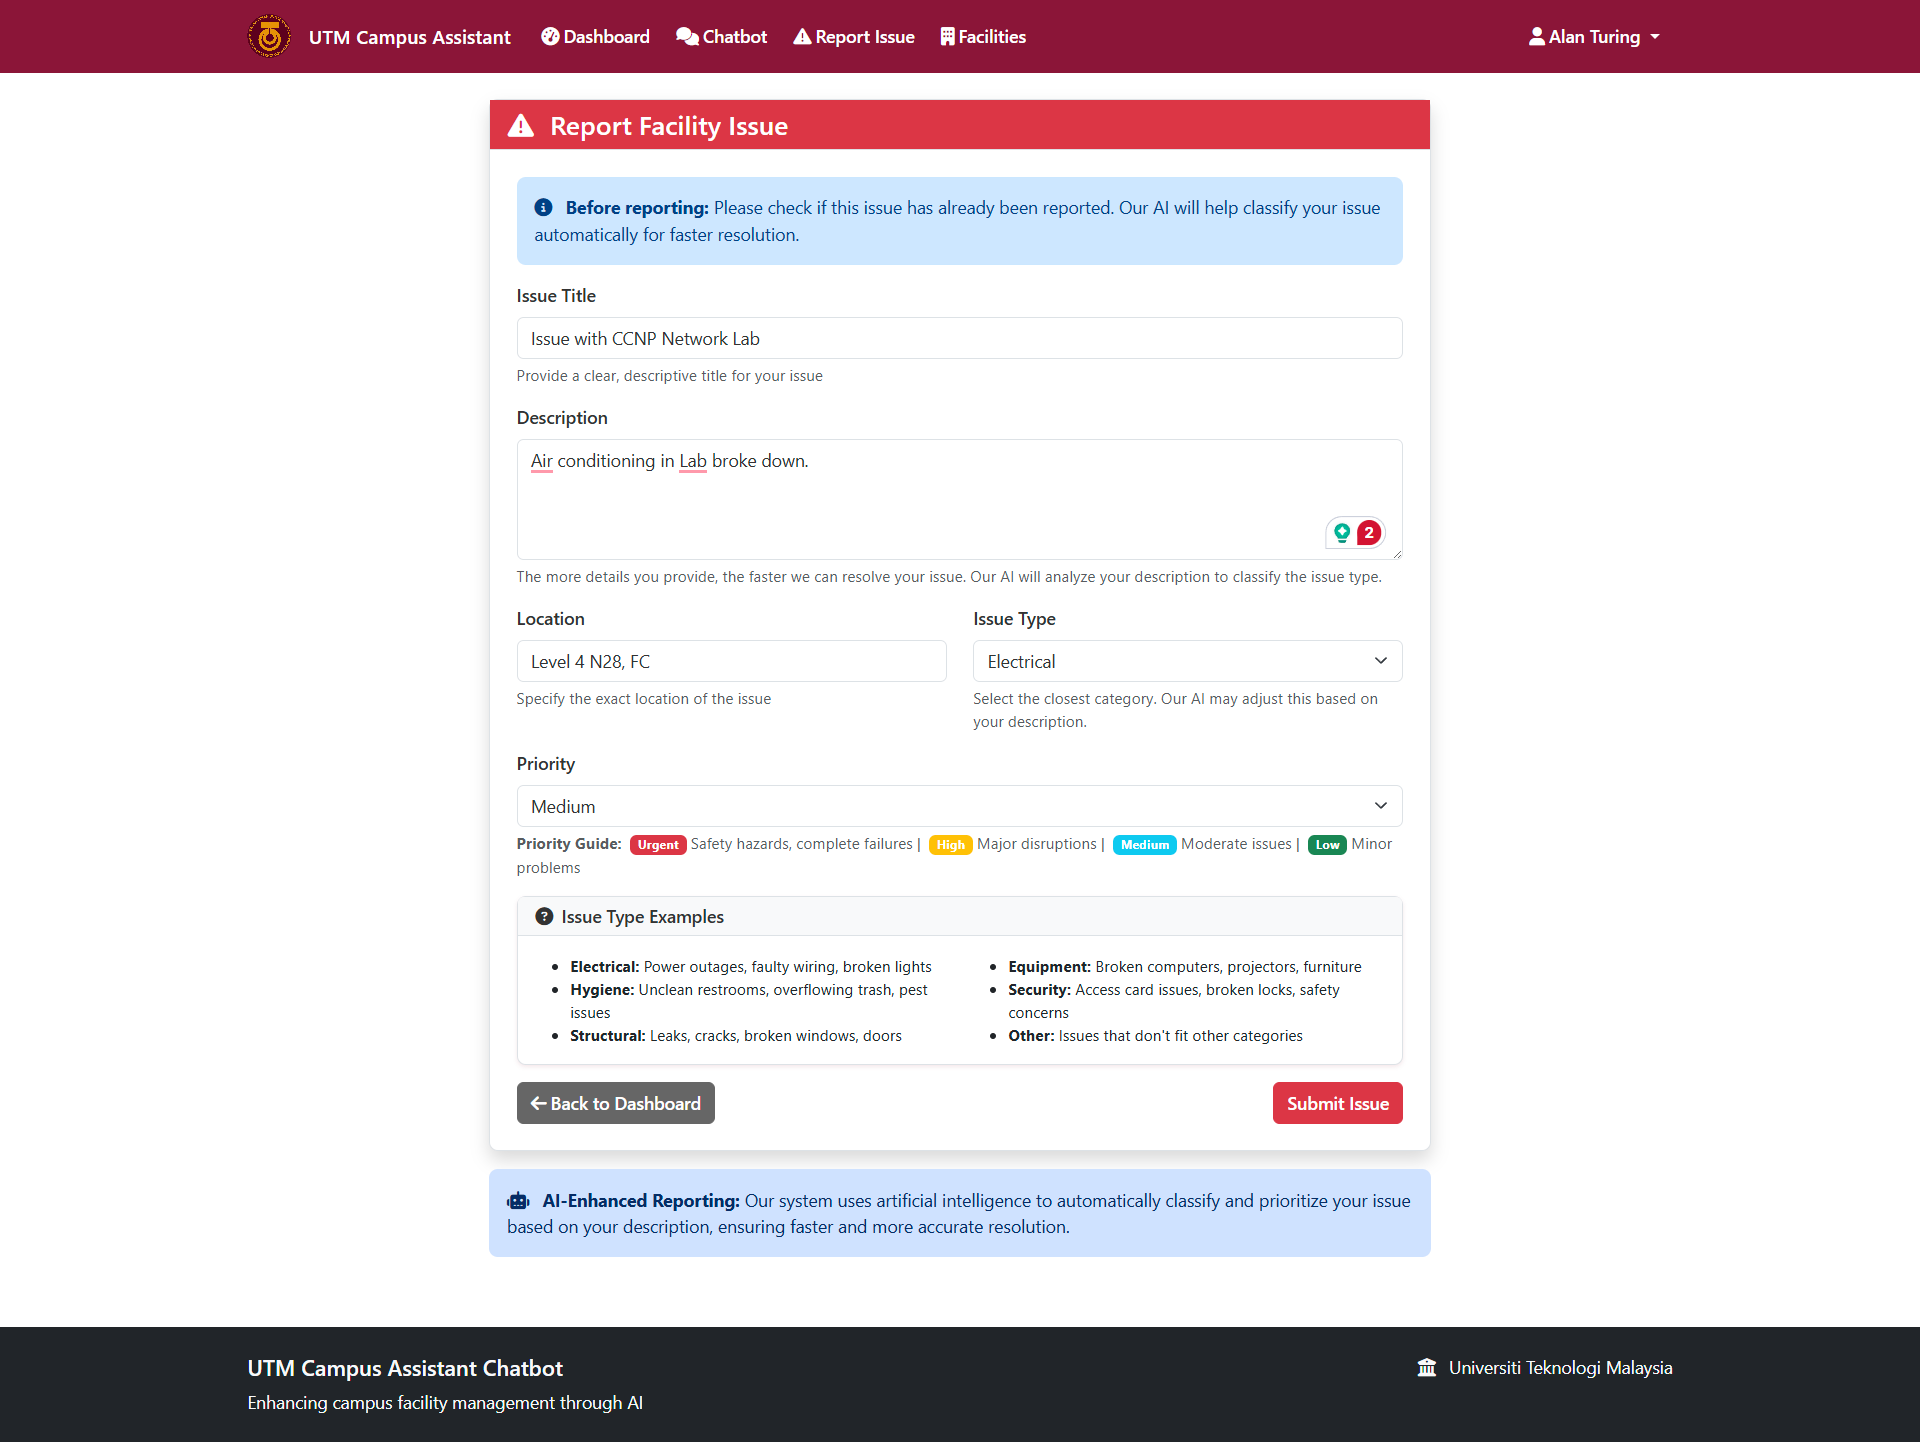 UTM Campus Assistant
Dashboard
Chatbot
Report Issue
Facilities
Alan Turing
Report Facility Issue
Before reporting: Please check if this issue has already been reported. Our AI will help classify your issue
automatically for faster resolution.
Issue Title
Issue with CCNP Network Lab
Provide a clear, descriptive title for your issue
Description
Air conditioning in Lab broke down.
2
The more details you provide, the faster we can resolve your issue. Our AI will analyze your description to classify the issue type.
Location
Level 4 N28, FC
Specify the exact location of the issue
Issue Type
Electrical
Select the closest category. Our AI may adjust this based on
your description.
Priority
Medium
Priority Guide: Urgent Safety hazards, complete failures | High Major disruptions | Medium Moderate issues | Low Minor
problems
Issue Type Examples
• Electrical: Power outages, faulty wiring, broken lights
• Hygiene: Unclean restrooms, overflowing trash, pest
issues
• Structural: Leaks, cracks, broken windows, doors
• Equipment: Broken computers, projectors, furniture
• Security: Access card issues, broken locks, safety
concerns
• Other: Issues that don't fit other categories
Back to Dashboard
Submit Issue
AI-Enhanced Reporting: Our system uses artificial intelligence to automatically classify and prioritize your issue
based on your description, ensuring faster and more accurate resolution.
UTM Campus Assistant Chatbot
Enhancing campus facility management through AI
Universiti Teknologi Malaysia